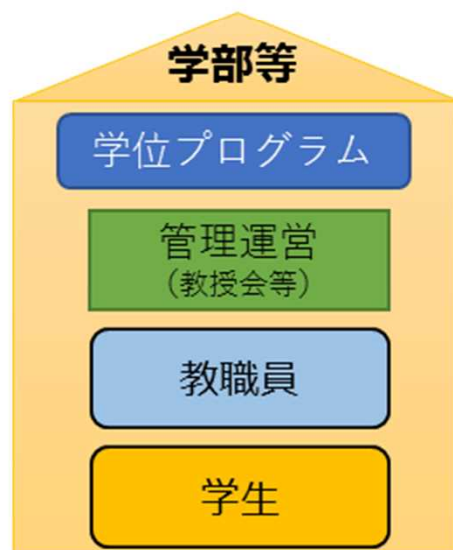 学部等
学位プログラム
管理運営
（教授会等）
教職員
学生